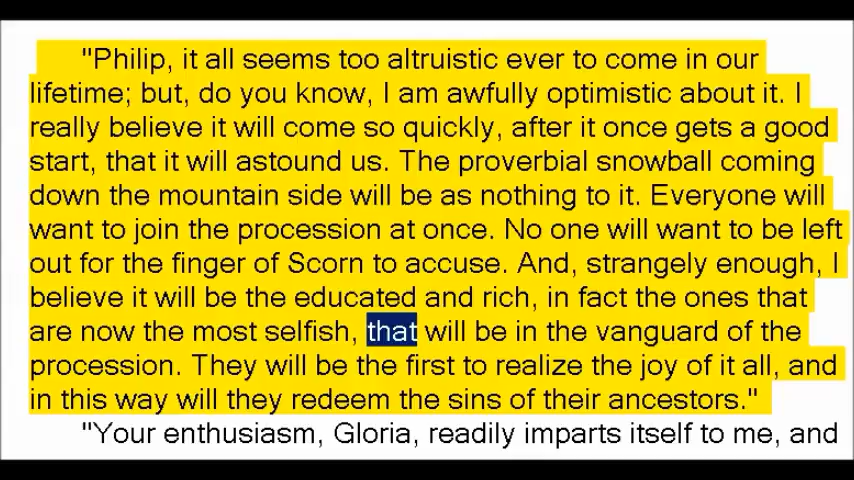 "Philip, it all seems too altruistic ever to come in our
lifetime; but, do you know, I am awfully optimistic about it. I
really believe it will come so quickly, after it once gets a good
start, that it will astound us. The proverbial snowball coming
down the mountain side will be as nothing to it. Everyone will
want to join the procession at once. No one will want to be left
out for the finger of Scorn to accuse. And, strangely enough, I
believe it will be the educated and rich, in fact the ones that
are now the most selfish, that will be in the vanguard of the
procession. They will be the first to realize the joy of it all, and
in this way will they redeem the sins of their ancestors."
"Your enthusiasm, Gloria, readily imparts itself to me, and